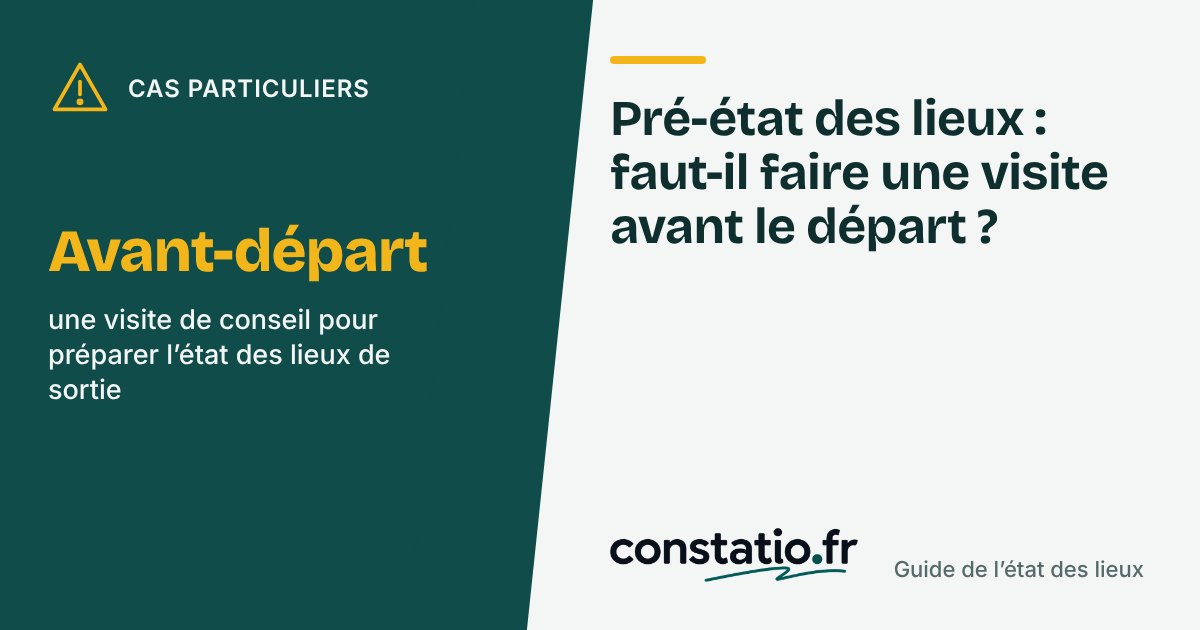 CAS PARTICULIERS
Avant-départ
une visite de conseil pour
préparer l’état des lieux de
sortie
Pré-état des lieux :
faut-il faire une visite
avant le départ ?
constatio.fr
Guide de l’état des lieux